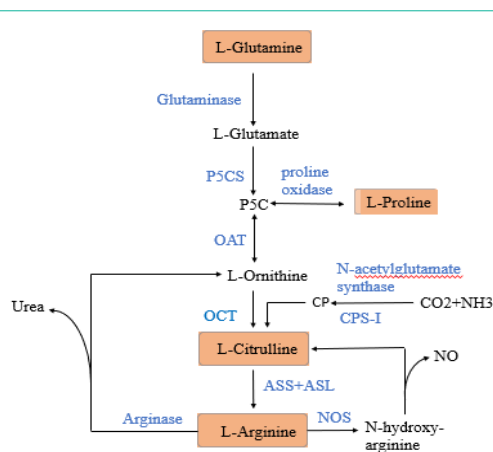 L-Glutamine
Glutaminase
L-Glutamate
P5CS
proline
oxidase
P5C
L-Proline
OAT
L-Ornithine
N-acetylglutamate
synthase
Urea
CP
CO2+NH3
OCT
CPS-I
L-Citrulline
NO
ASS+ASL
Arginase
L-Arginine
NOS
N-hydroxy-
arginine